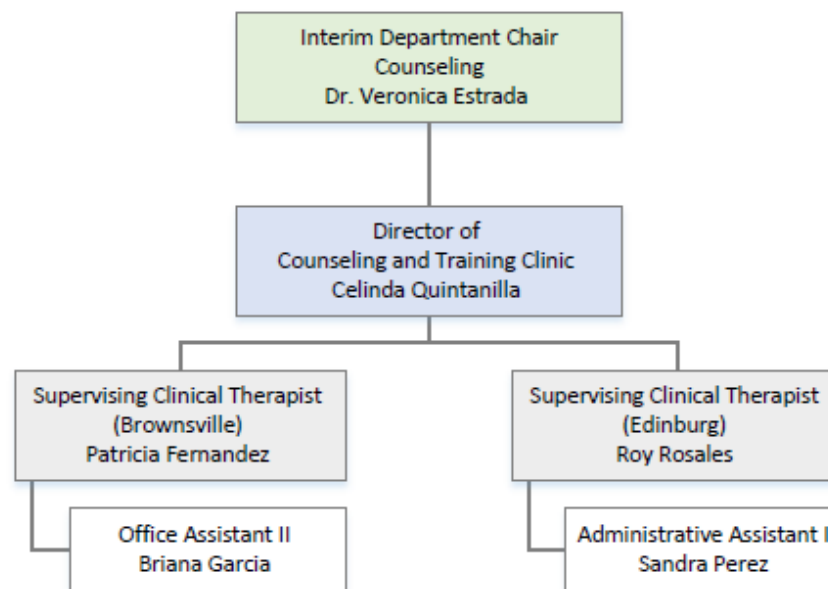 Interim Department Chair
Counseling
Dr. Veronica Estrada
Director of
Counseling and Training Clinic
Celinda Quintanilla
Supervising Clinical Therapist
(Brownsville)
Patricia Fernandez
Supervising Clinical Therapist
(Edinburg)
Roy Rosales
Office Assistant II
Briana Garcia
Administrative Assistant
Sandra Perez